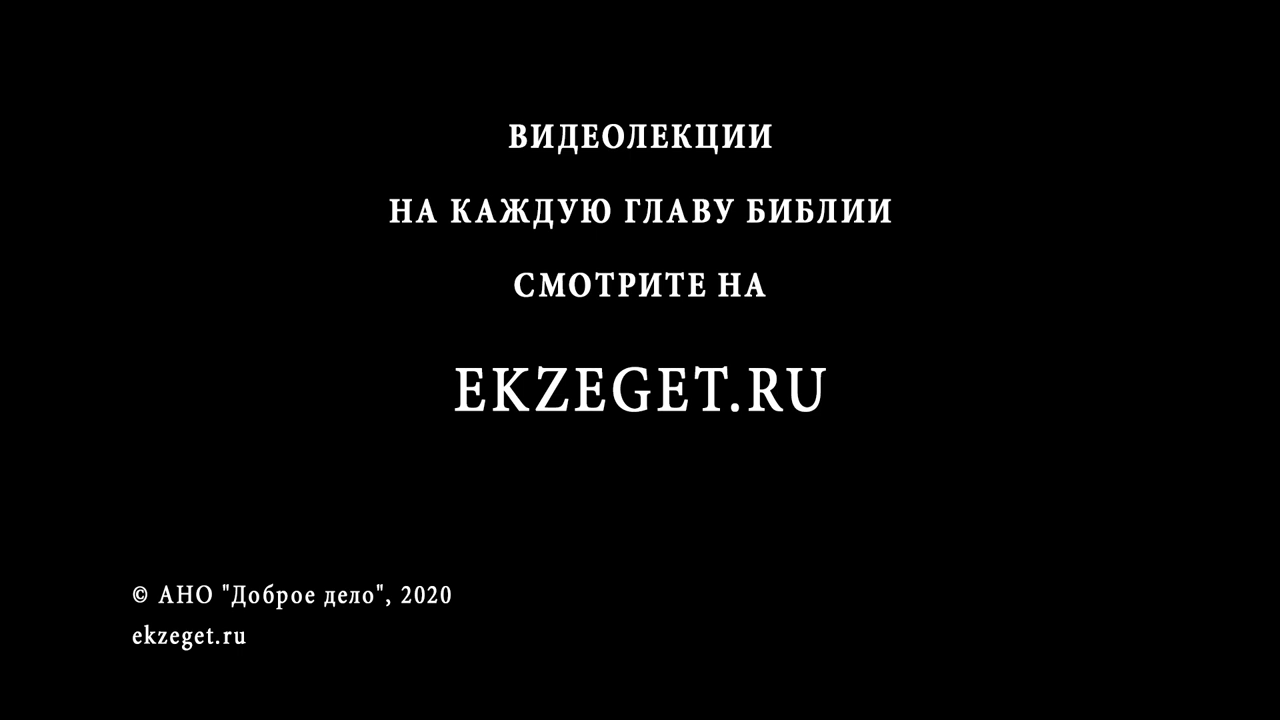 ВИДЕОЛЕКЦИИ
НА КАЖДУЮ ГЛАВУ БИБЛИИ
СМОТРИТЕ НА
EKZEGET.RU
© АНО "Доброе дело", 2020
ekzeget.ru